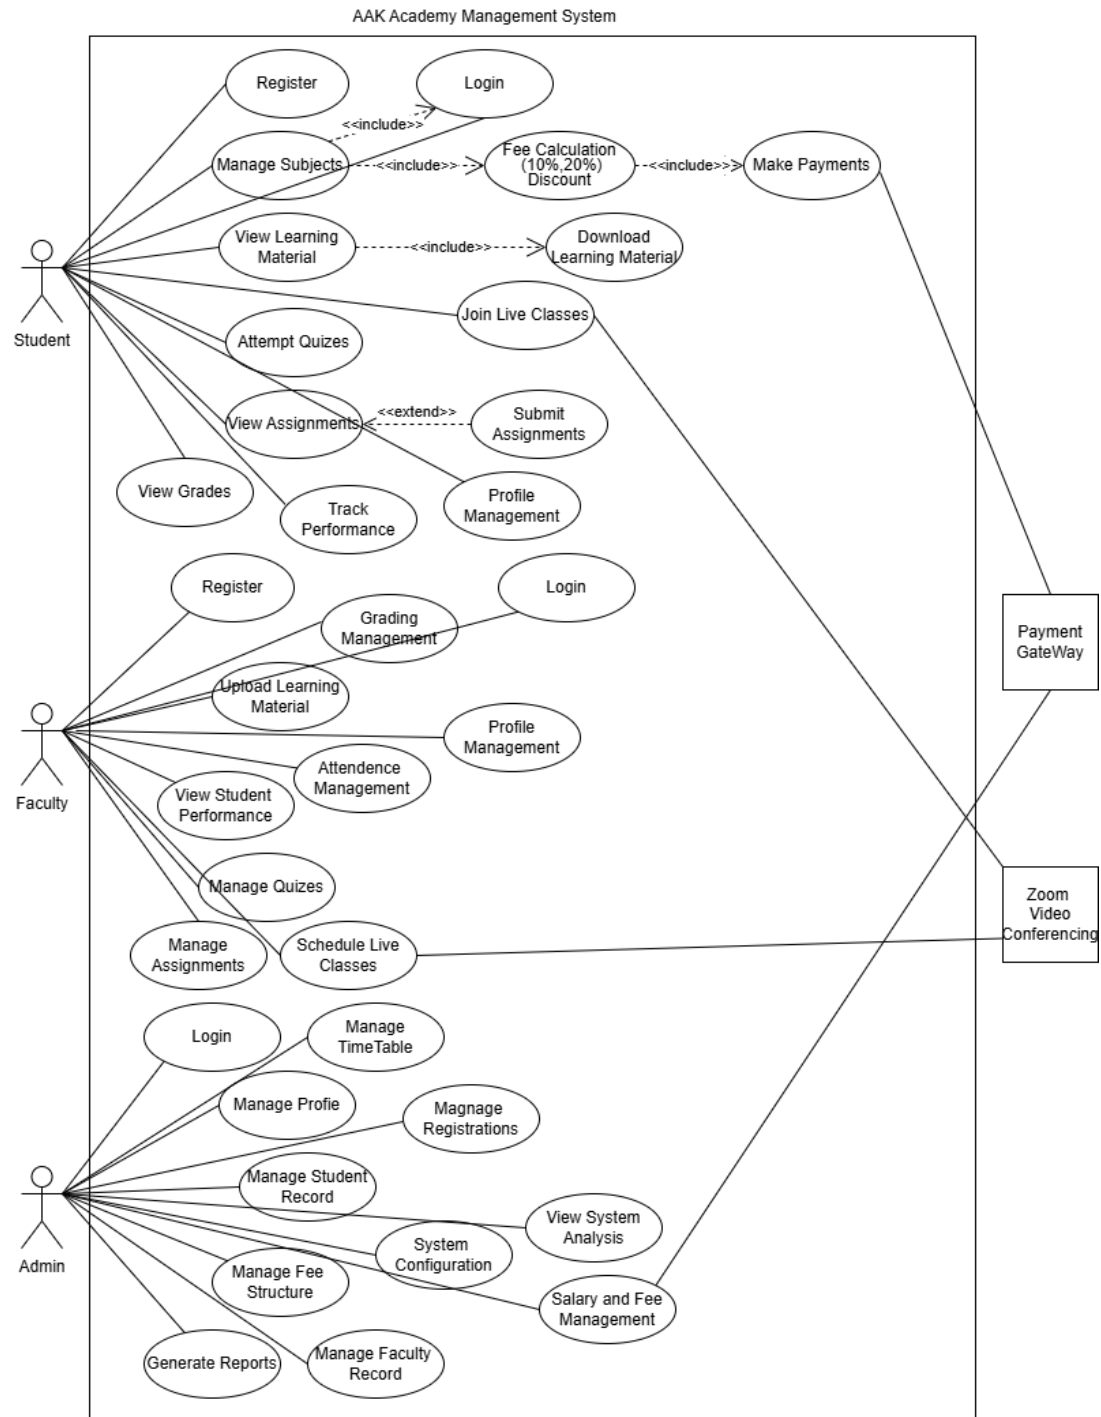 AAK Academy Management System
Register
Login
<<include>>
Manage Subjects
<<include>>
Fee Calculation
(10%,20%)
Discount
<<include>>
Make Payments
View Learning
Material
<<include>>
Download
Learning Material
Student
Join Live Classes
Attempt Quizes
View Assignments
<<extend>>
Submit
Assignments
View Grades
Track
Performance
Profile
Management
Register
Login
Grading
Management
Payment
GateWay
Upload Learning
Material
Profile
Management
Faculty
Attendence
Management
View Student
Performance
Manage Quizes
Manage
Assignments
Schedule Live
Classes
Zoom
Video
Conferencing
Login
Manage
TimeTable
Manage Profie
Magnage
Registrations
Manage Student
Record
View System
Analysis
Admin
System
Configuration
Manage Fee
Structure
Salary and Fee
Management
Generate Reports
Manage Faculty
Record